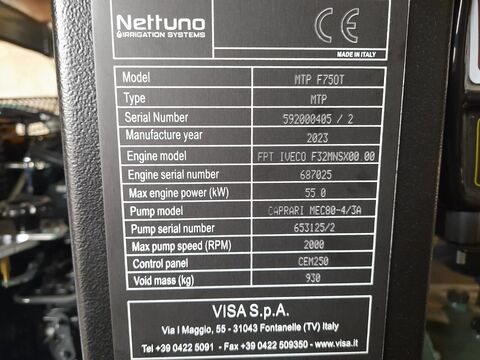 Nettuno
IRRIGATION SYSTEMS
CE
MADE IN ITALY
Model MTP F750T
Type MTP
Serial Number 592000405 / 2
Manufacture year 2023
Engine model FPT IVECO F32MNSX00.00
Engine serial number 687025
Max engine power (kW) 55.0
Pump model CAPRARI MEC80-4/3A
Pump serial number 653125/2
Max pump speed (RPM) 2000
Control panel CEM250
Void mass (kg) 930
VISA S.p.A.
Via I Maggio, 55 - 31043 Fontanelle (TV) Italy
Tel +39 0422 5091 - Fax +39 0422 509350 - www.visa.it